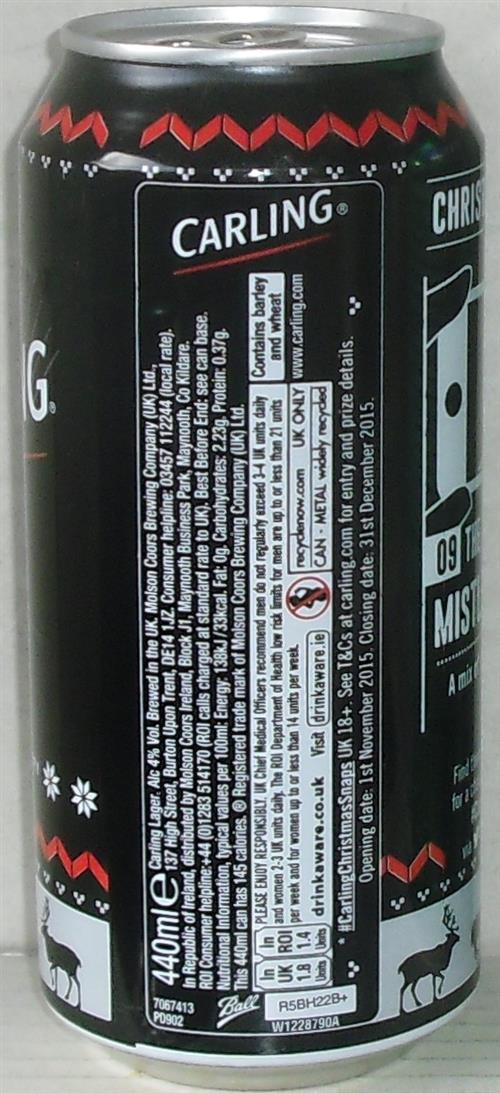 CARLING®
440ml e Carling Lager. Alc 4% Vol. Brewed in the UK. Molson Coors Brewing Company (UK) Ltd.,
137 High Street, Burton Upon Trent, DE14 1JZ. Consumer helpline: 03457 112244 (local rate).
In Republic of Ireland, distributed by Molson Coors Ireland, Block J1, Maynooth Business Park, Maynooth, Co Kildare.
ROI Consumer helpline:+44 (0)1283 514170 (ROI calls charged at standard rate to UK). Best Before End: see can base.
Nutritional Information, typical values per 100ml: Energy: 138kJ/33kcal, Fat: 0g, Carbohydrates: 2.23g, Protein: 0.37g.
This 440ml can has 145 calories. ® Registered trade mark of Molson Coors Brewing Company (UK) Ltd.
Contains barley
and wheat
www.carling.com
In UK 1.8 Units
In ROI 1.4 Units
PLEASE ENJOY RESPONSIBLY. UK Chief Medical Officers recommend men do not regularly exceed 3-4 UK units daily
and women 2-3 UK units daily. The ROI Department of Health low risk limits for men are up to or less than 21 units
per week and for women up to or less than 14 units per week.
drinkaware.co.uk Visit drinkaware.ie
recyclenow.com UK ONLY
CAN - METAL widely recycled
* #CarlingChristmasSnaps UK 18+. See T&Cs at carling.com for entry and prize details.
Opening date: 1st November 2015. Closing date: 31st December 2015.
7067413
PD902
Ball
R5BH22B+
W1228790A
G®
CHRIS
09
MIST
A mix
Find
for a